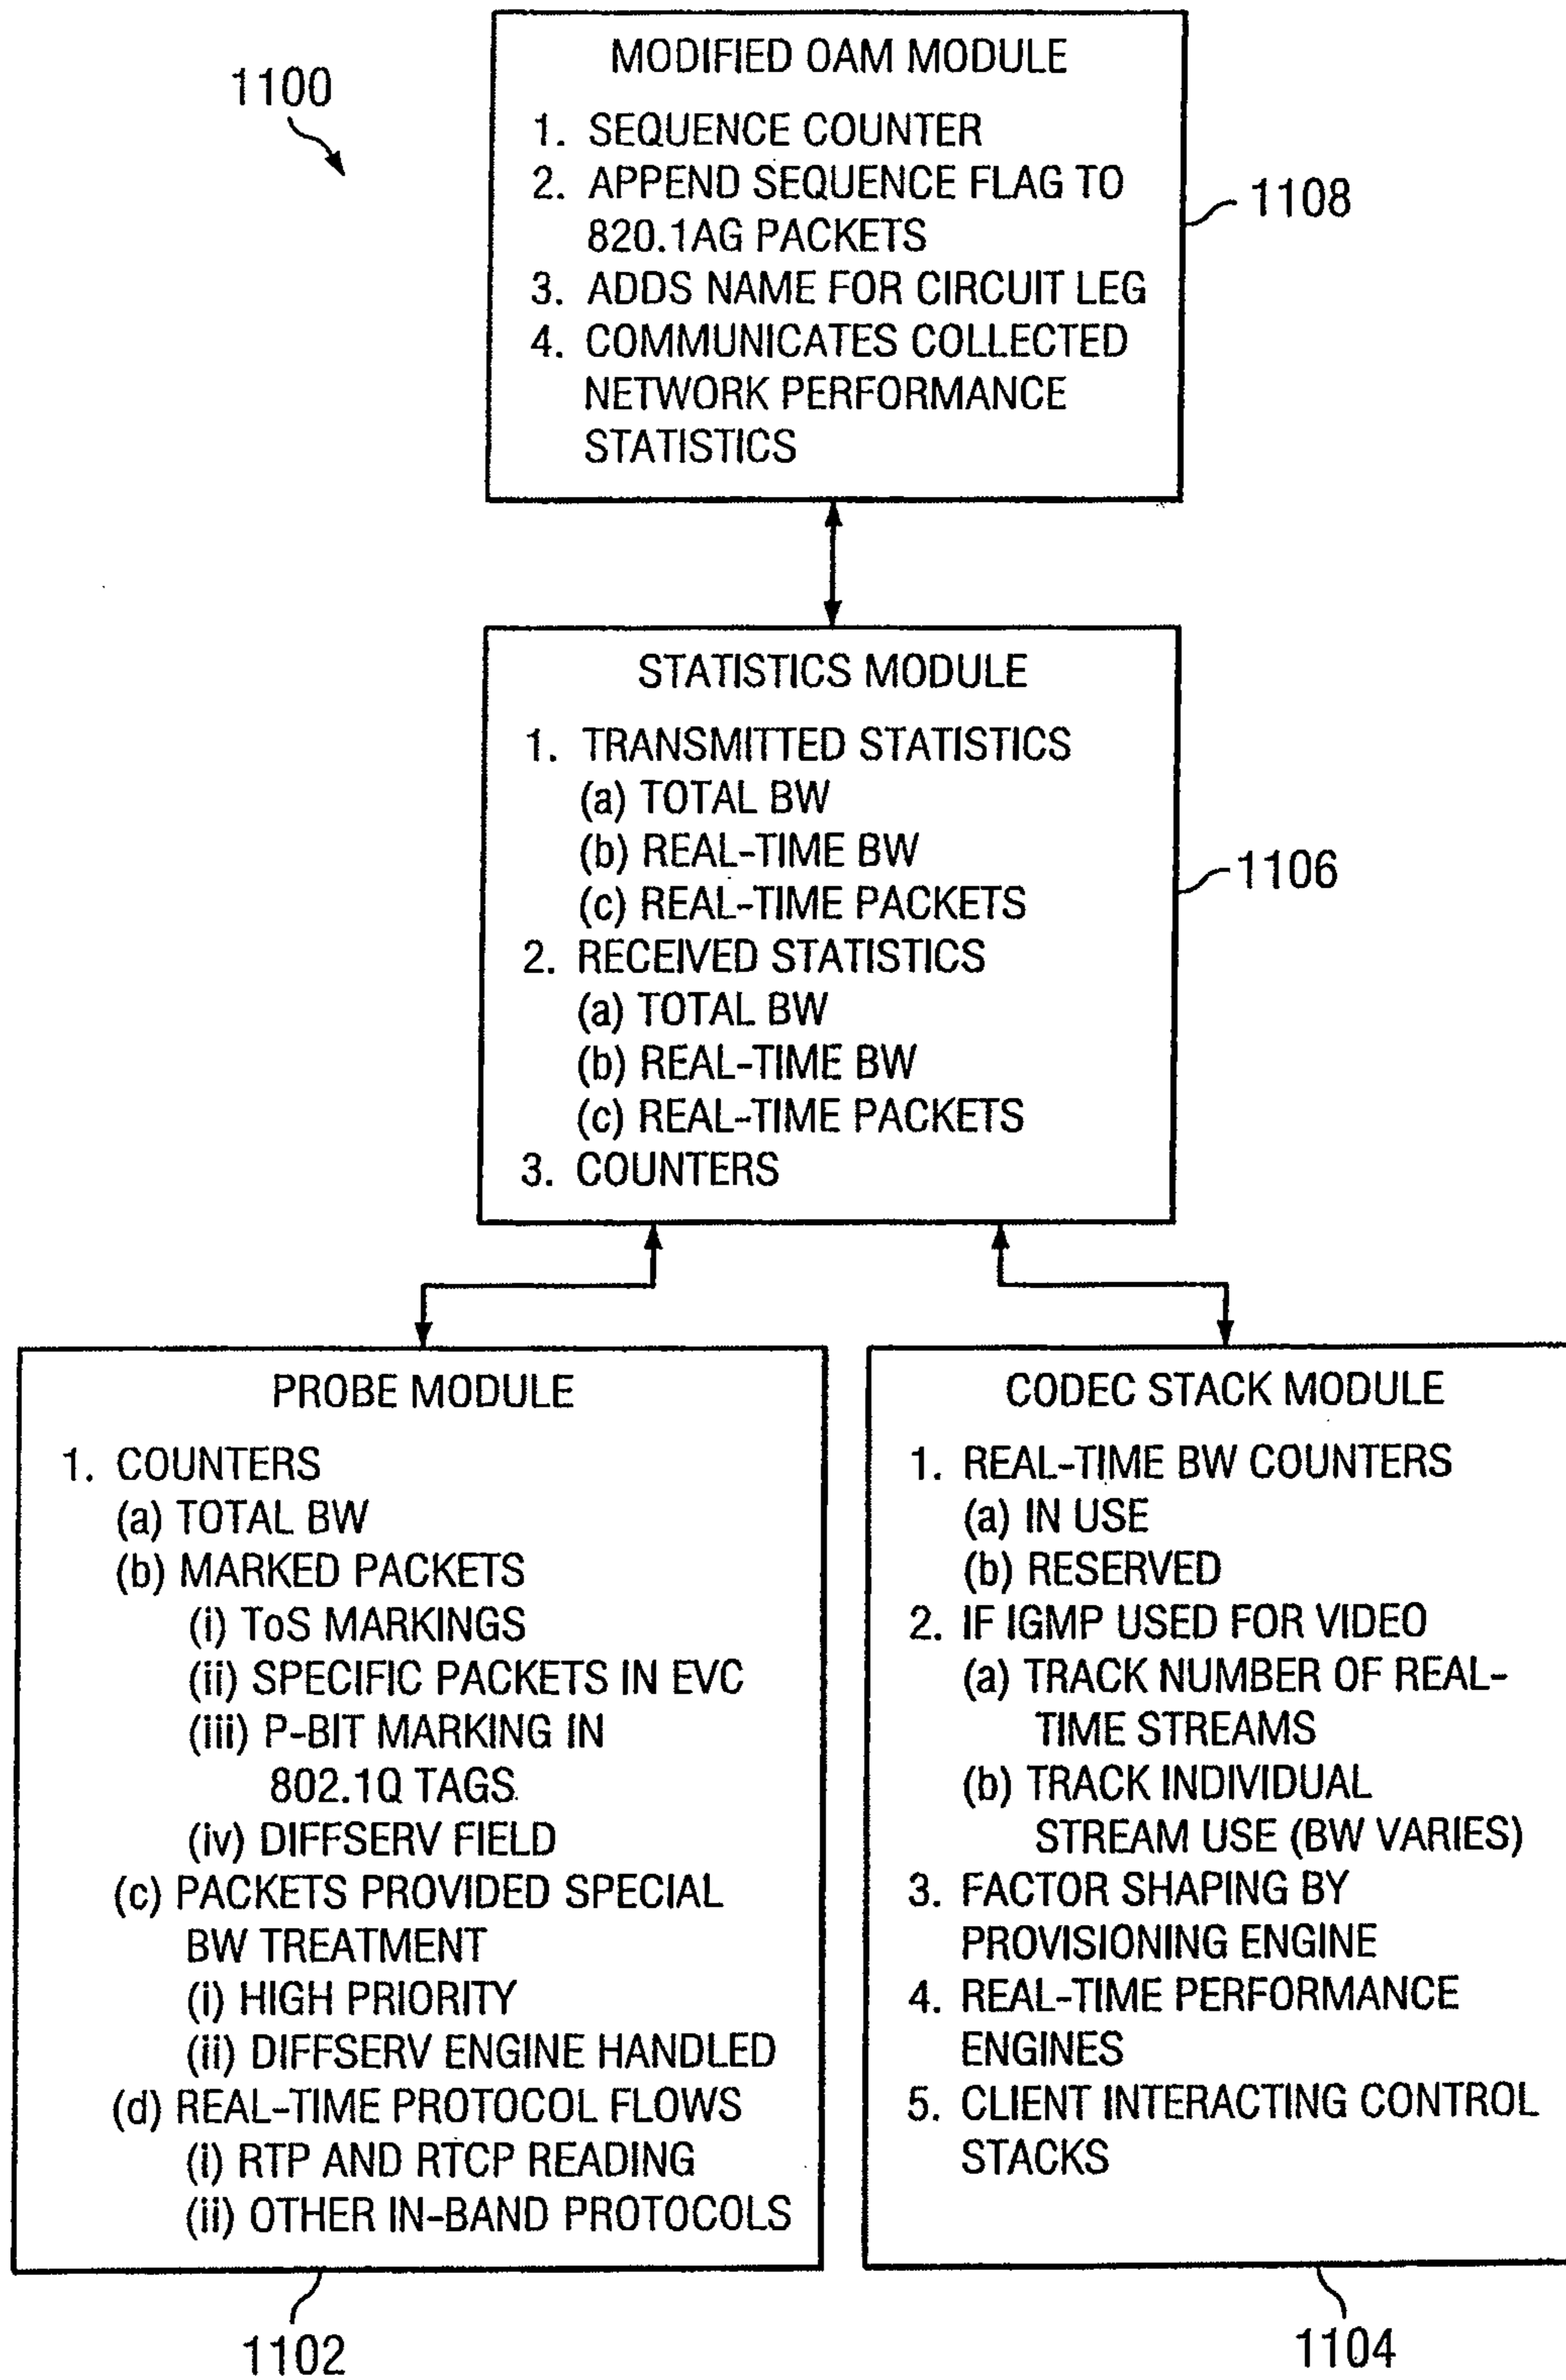 1100
MODIFIED OAM MODULE
1. SEQUENCE COUNTER
2. APPEND SEQUENCE FLAG TO
820.1AG PACKETS
3. ADDS NAME FOR CIRCUIT LEG
4. COMMUNICATES COLLECTED
NETWORK PERFORMANCE
STATISTICS
1108
STATISTICS MODULE
1. TRANSMITTED STATISTICS
(a) TOTAL BW
(b) REAL-TIME BW
(c) REAL-TIME PACKETS
2. RECEIVED STATISTICS
(a) TOTAL BW
(b) REAL-TIME BW
(c) REAL-TIME PACKETS
3. COUNTERS
1106
PROBE MODULE
1. COUNTERS
(a) TOTAL BW
(b) MARKED PACKETS
(i) ToS MARKINGS
(ii) SPECIFIC PACKETS IN EVC
(iii) P-BIT MARKING IN
802.1Q TAGS
(iv) DIFFSERV FIELD
(c) PACKETS PROVIDED SPECIAL
BW TREATMENT
(i) HIGH PRIORITY
(ii) DIFFSERV ENGINE HANDLED
(d) REAL-TIME PROTOCOL FLOWS
(i) RTP AND RTCP READING
(ii) OTHER IN-BAND PROTOCOLS
1102
CODEC STACK MODULE
1. REAL-TIME BW COUNTERS
(a) IN USE
(b) RESERVED
2. IF IGMP USED FOR VIDEO
(a) TRACK NUMBER OF REAL-
TIME STREAMS
(b) TRACK INDIVIDUAL
STREAM USE (BW VARIES)
3. FACTOR SHAPING BY
PROVISIONING ENGINE
4. REAL-TIME PERFORMANCE
ENGINES
5. CLIENT INTERACTING CONTROL
STACKS
1104